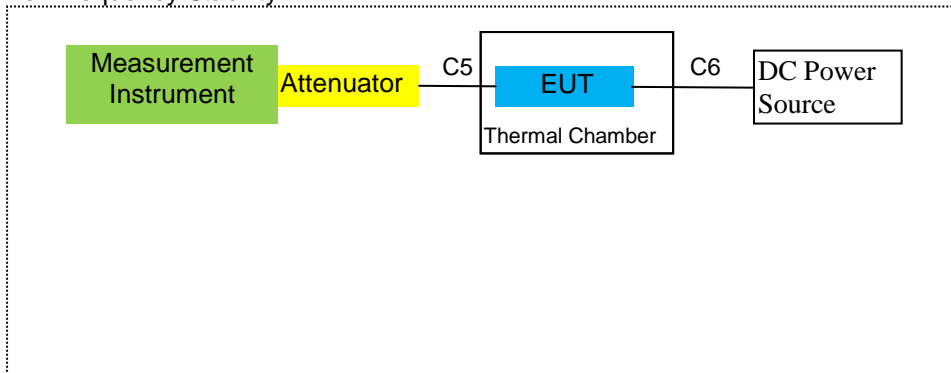 Measurement
Instrument
Attenuator
C5
EUT
Thermal Chamber
C6
DC Power
Source